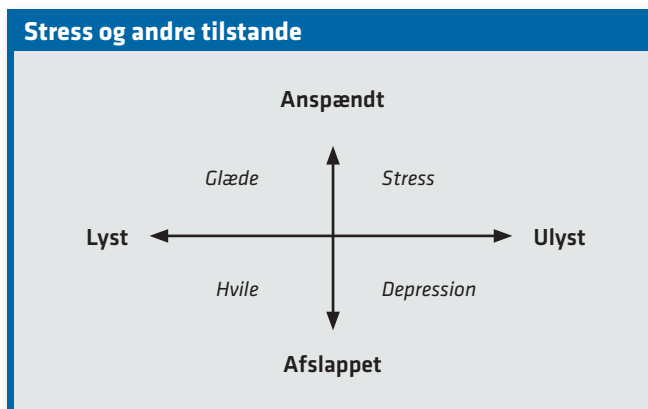 Stress og andre tilstande
Anspændt
Glæde Stress
Lyst Ulyst
Hvile Depression
Afslappet